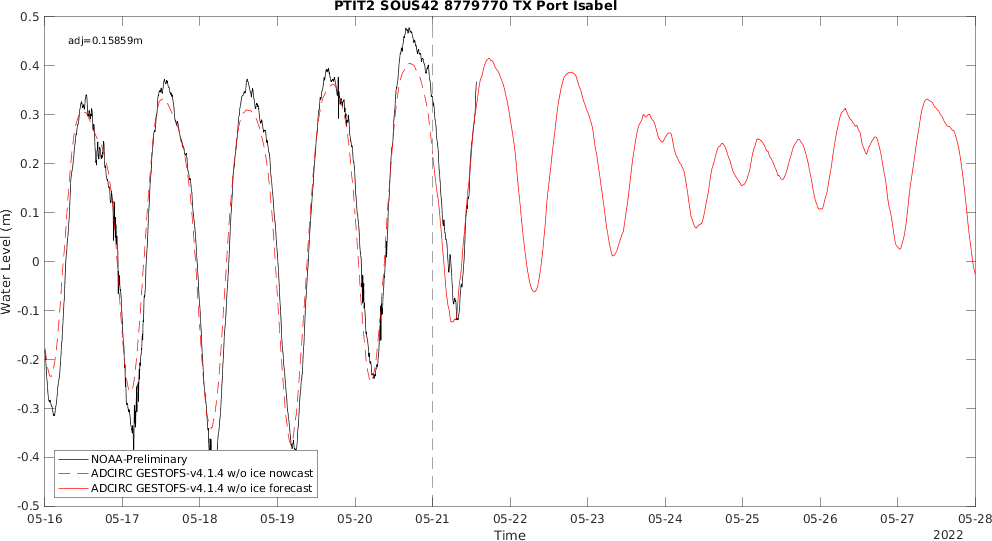 PTIT2 SOUS42 8779770 TX Port Isabel
adj=0.15859m
0.5
0.4
0.3
0.2
0.1
0
-0.1
-0.2
-0.3
-0.4
-0.5
Water Level (m)
NOAA-Preliminary
ADCIRC GESTOFS-v4.1.4 w/o ice nowcast
ADCIRC GESTOFS-v4.1.4 w/o ice forecast
05-16 05-17 05-18 05-19 05-20 05-21 05-22 05-23 05-24 05-25 05-26 05-27 05-28
Time
2022